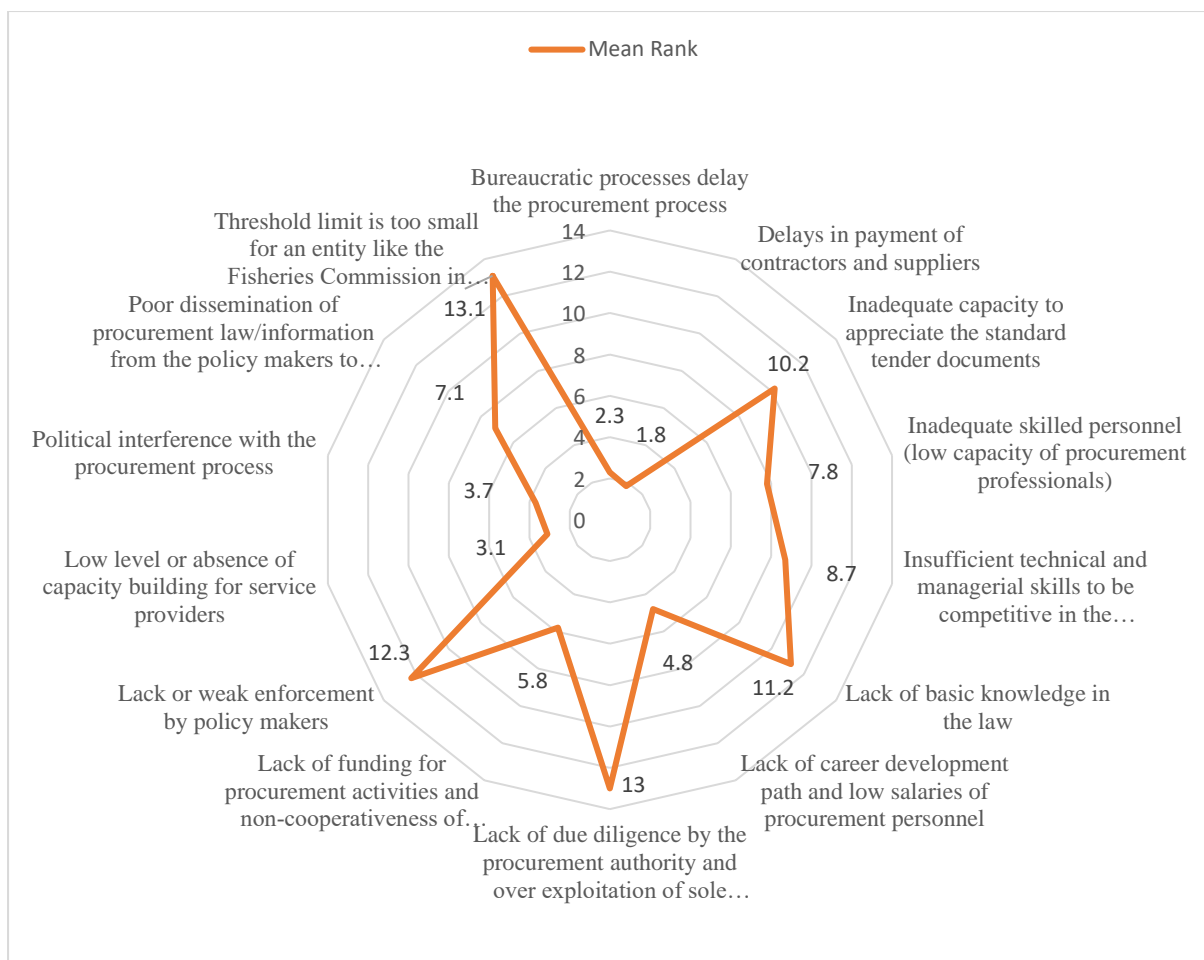 Mean Rank
Bureaucratic processes delay
the procurement process
Delays in payment of
contractors and suppliers
Inadequate capacity to
appreciate the standard
tender documents
Inadequate skilled personnel
(low capacity of procurement
professionals)
Insufficient technical and
managerial skills to be
competitive in the…
Lack of basic knowledge in
the law
Lack of career development
path and low salaries of
procurement personnel
Lack of due diligence by the
procurement authority and
over exploitation of sole…
Lack of funding for
procurement activities and
non-cooperativeness of…
Lack or weak enforcement
by policy makers
Low level or absence of
capacity building for service
providers
Political interference with the
procurement process
Poor dissemination of
procurement law/information
from the policy makers to…
Threshold limit is too small
for an entity like the
Fisheries Commission in…
14
12
10
8
6
4
2
0
2.3
1.8
10.2
7.8
8.7
11.2
4.8
13
5.8
12.3
3.1
3.7
7.1
13.1